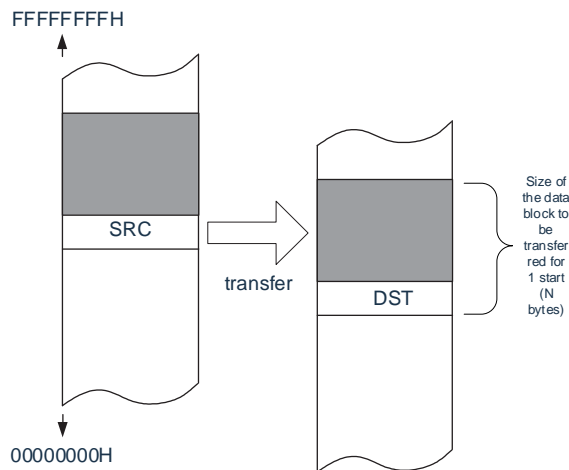 FFFFFFFFH
SRC
transfer
DST
Size of
the data
block to
be
transfer
red for
1 start
(N
bytes)
00000000H